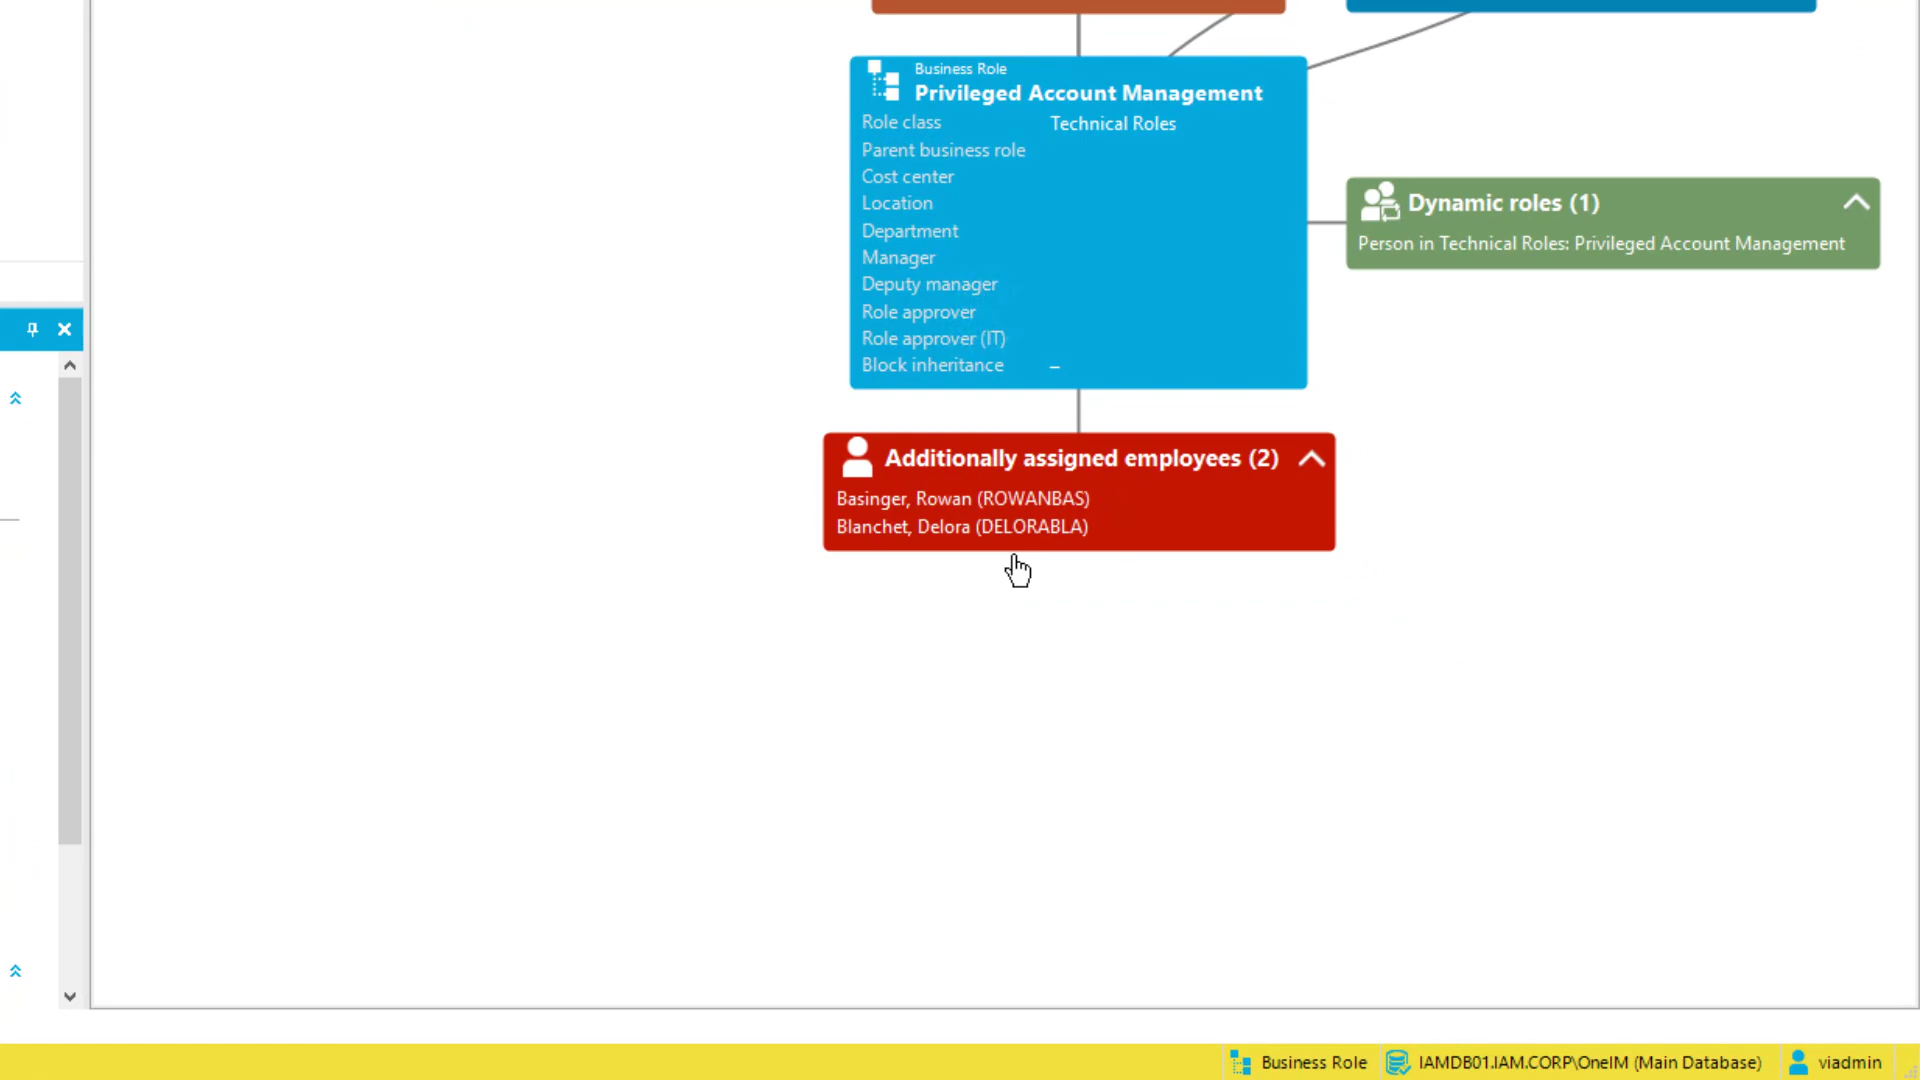 Business Role
Privileged Account Management
Role class Technical Roles
Parent business role
Cost center
Location
Department
Manager
Deputy manager
Role approver
Role approver (IT)
Block inheritance –
Dynamic roles (1)
Person in Technical Roles: Privileged Account Management
Additionally assigned employees (2)
Basinger, Rowan (ROWANBAS)
Blanchet, Delora (DELORABLA)
Business Role IAMDB01.IAM.CORP\OneIM (Main Database) viadmin